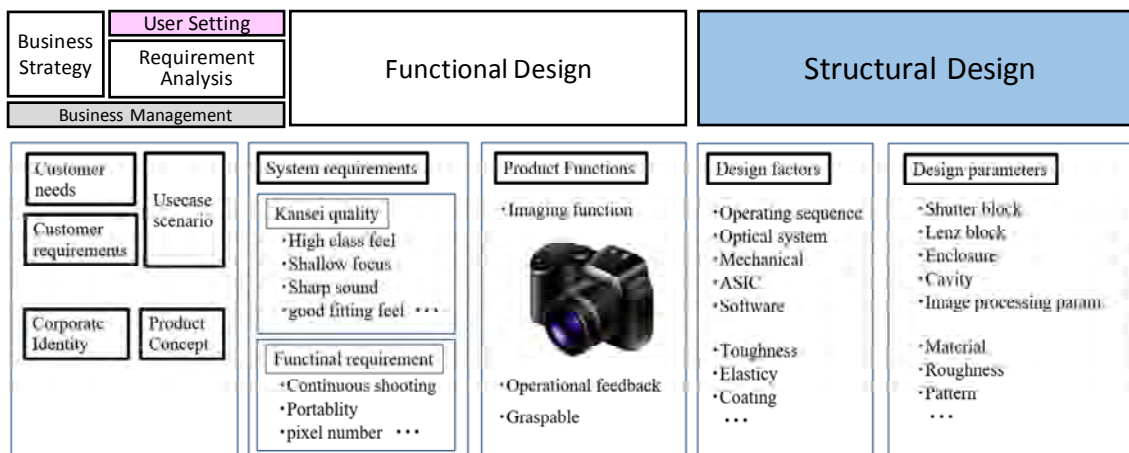 Business
Strategy
User Setting
Requirement
Analysis
Business Management
Functional Design
Structural Design
Customer
needs
Customer
requirements
Usecase
scenario
Corporate
Identity
Product
Concept
System requirements
Kansei quality
・High class feel
・Shallow focus
・Sharp sound
・good fitting feel ・・・
Functinal requirement
・Continuous shooting
・Portablity
・pixel number ・・・
Product Functions
・Imaging function
・Operational feedback
・Graspable
Design factors
・Operating sequence
・Optical system
・Mechanical
・ASIC
・Software
・Toughness
・Elasticy
・Coating
・・・
Design parameters
・Shutter block
・Lenz block
・Enclosure
・Cavity
・Image processing param.
・Material
・Roughness
・Pattern
・・・